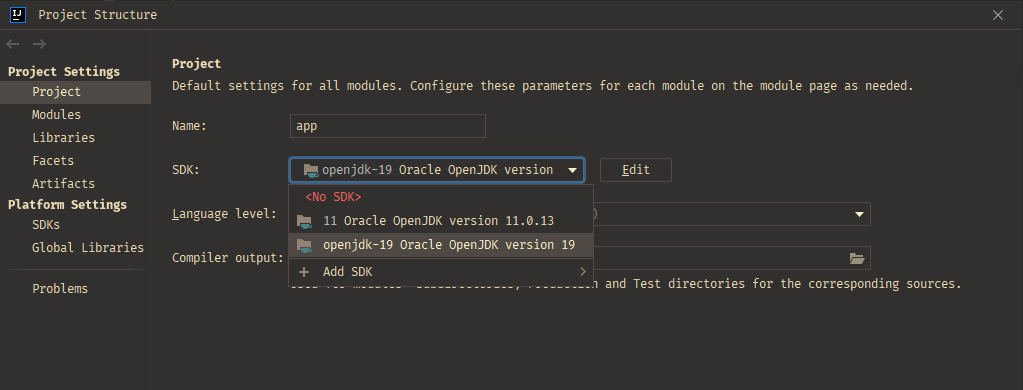 IJ Project Structure
Project Settings
Project
Modules
Libraries
Facets
Artifacts
Platform Settings
SDKs
Global Libraries
Problems
Project
Default settings for all modules. Configure these parameters for each module on the module page as needed.
Name: app
SDK: openjdk-19 Oracle OpenJDK version Edit
<No SDK>
11 Oracle OpenJDK version 11.0.13
openjdk-19 Oracle OpenJDK version 19
Add SDK
Language level:
Compiler output:
and Test directories for the corresponding sources.